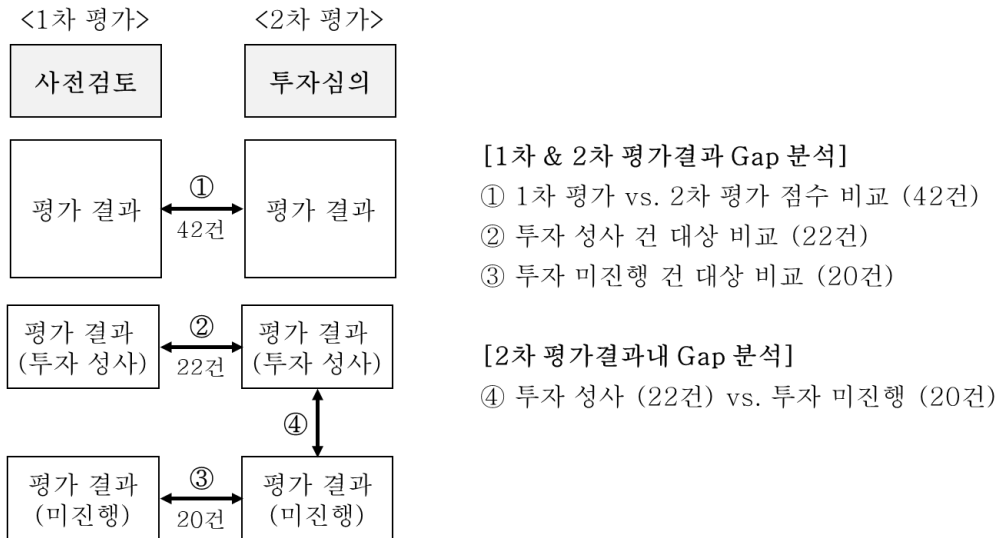 <1차 평가>
<2차 평가>
사전검토
투자심의
평가 결과
①
42건
평가 결과
평가 결과
(투자 성사)
②
22건
평가 결과
(투자 성사)
④
평가 결과
(미진행)
③
20건
평가 결과
(미진행)
[1차 & 2차 평가결과 Gap 분석]
① 1차 평가 vs. 2차 평가 점수 비교 (42건)
② 투자 성사 건 대상 비교 (22건)
③ 투자 미진행 건 대상 비교 (20건)
[2차 평가결과내 Gap 분석]
④ 투자 성사 (22건) vs. 투자 미진행 (20건)